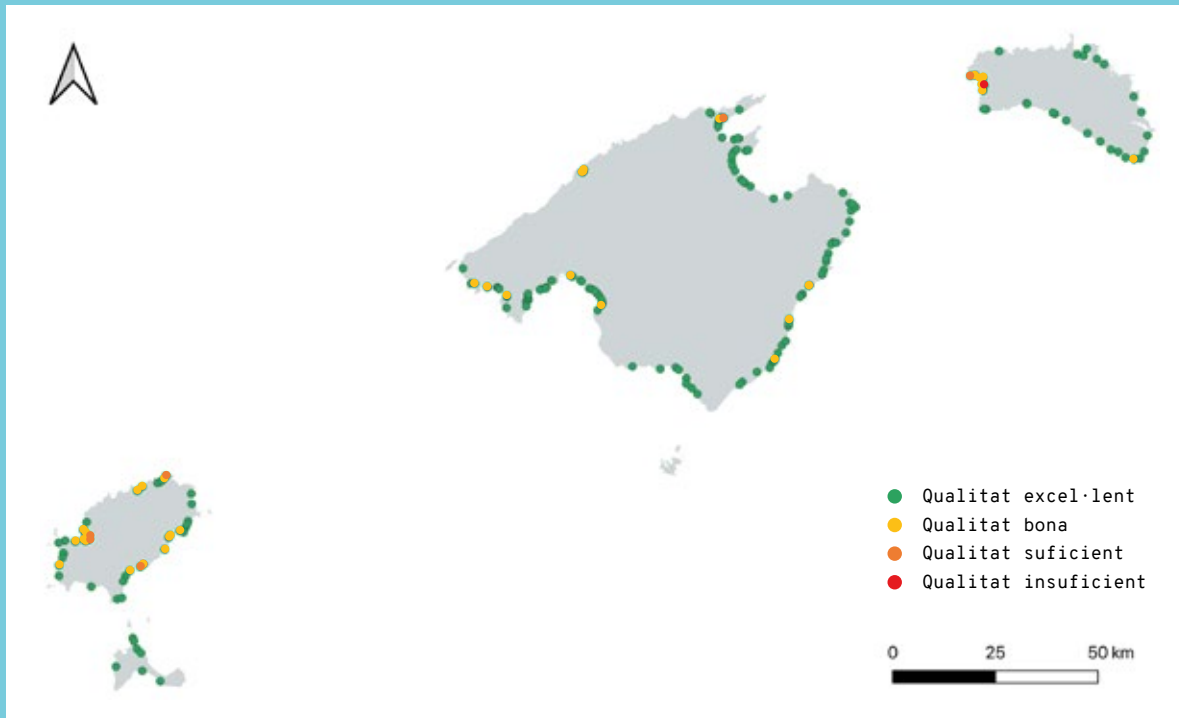 Qualitat excel·lent
Qualitat bona
Qualitat suficient
Qualitat insuficient
0 25 50 km